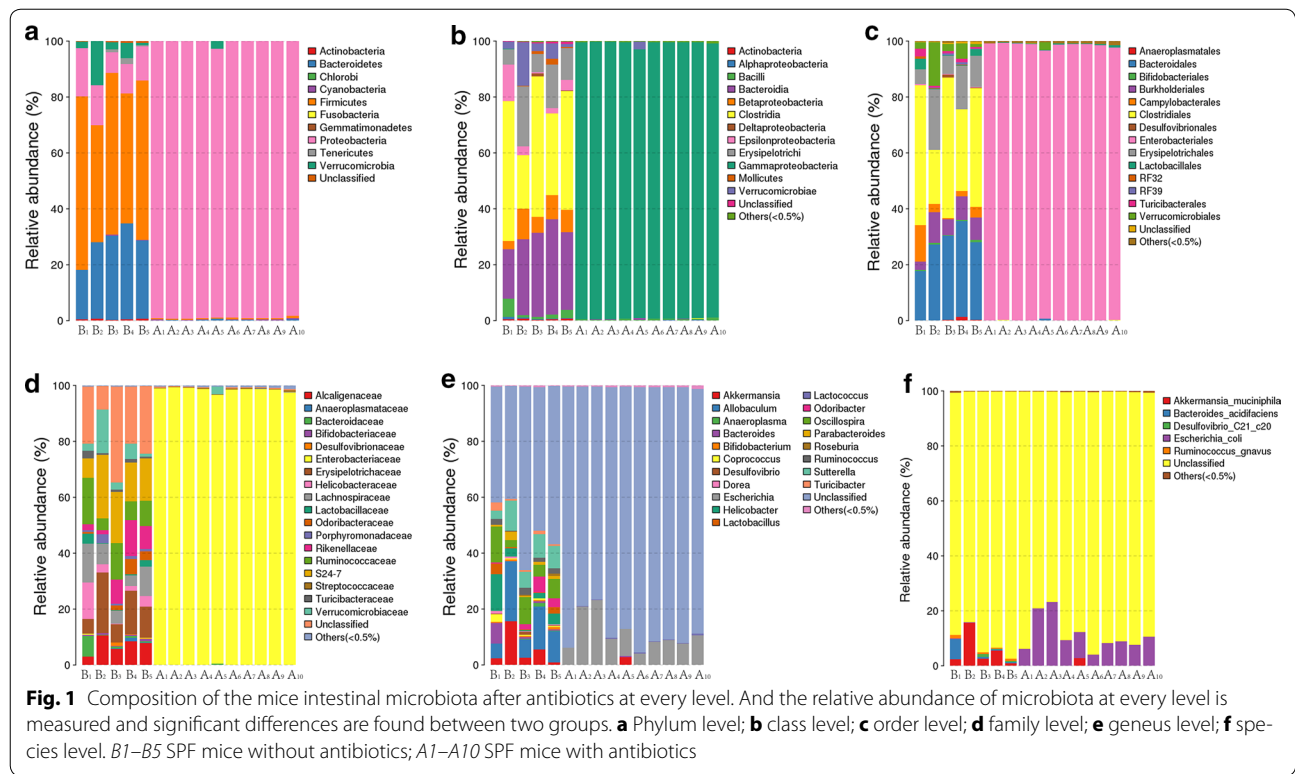 a
Relative abundance (%)
100
80
60
40
20
0
B1 B2 B3 B4 B5 A1 A2 A3 A4 A5 A6 A7 A8 A9 A10
Actinobacteria
Bacteroidetes
Chlorobi
Cyanobacteria
Firmicutes
Fusobacteria
Gemmatimonadetes
Proteobacteria
Tenericutes
Verrucomicrobia
Unclassified
b
Relative abundance (%)
100
80
60
40
20
0
B1 B2 B3 B4 B5 A1 A2 A3 A4 A5 A6 A7 A8 A9 A10
Actinobacteria
Alphaproteobacteria
Bacilli
Bacteroidia
Betaproteobacteria
Clostridia
Deltaproteobacteria
Epsilonproteobacteria
Erysipelotrichi
Gammaproteobacteria
Mollicutes
Verrucomicrobiae
Unclassified
Others(<0.5%)
c
Relative abundance (%)
100
80
60
40
20
0
B1 B2 B3 B4 B5 A1 A2 A3 A4 A5 A6 A7 A8 A9 A10
Anaeroplasmatales
Bacteroidales
Bifidobacteriales
Burkholderiales
Campylobacterales
Clostridiales
Desulfovibrionales
Enterobacteriales
Erysipelotrichales
Lactobacillales
RF32
RF39
Turicibacterales
Verrucomicrobiales
Unclassified
Others(<0.5%)
d
Relative abundance (%)
100
80
60
40
20
0
B1 B2 B3 B4 B5 A1 A2 A3 A4 A5 A6 A7 A8 A9 A10
Alcaligenaceae
Anaeroplasmataceae
Bacteroidaceae
Bifidobacteriaceae
Desulfovibrionaceae
Enterobacteriaceae
Erysipelotrichaceae
Helicobacteraceae
Lachnospiraceae
Lactobacillaceae
Odoribacteraceae
Porphyromonadaceae
Rikenellaceae
Ruminococcaceae
S24-7
Streptococcaceae
Turicibacteraceae
Verrucomicrobiaceae
Unclassified
Others(<0.5%)
e
Relative abundance (%)
100
80
60
40
20
0
B1 B2 B3 B4 B5 A1 A2 A3 A4 A5 A6 A7 A8 A9 A10
Akkermansia
Allobaculum
Anaeroplasma
Bacteroides
Bifidobacterium
Coprococcus
Desulfovibrio
Dorea
Escherichia
Helicobacter
Lactobacillus
Lactococcus
Odoribacter
Oscillospira
Parabacteroides
Roseburia
Ruminococcus
Sutterella
Turicibacter
Unclassified
Others(<0.5%)
f
Relative abundance (%)
100
80
60
40
20
0
B1 B2 B3 B4 B5 A1 A2 A3 A4 A5 A6 A7 A8 A9 A10
Akkermansia_muciniphila
Bacteroides_acidifaciens
Desulfovibrio_C21_c20
Escherichia_coli
Ruminococcus_gnavus
Unclassified
Others(<0.5%)
Fig. 1 Composition of the mice intestinal microbiota after antibiotics at every level. And the relative abundance of microbiota at every level is
measured and significant differences are found between two groups. a Phylum level; b class level; c order level; d family level; e geneus level; f spe-
cies level. B1–B5 SPF mice without antibiotics; A1–A10 SPF mice with antibiotics